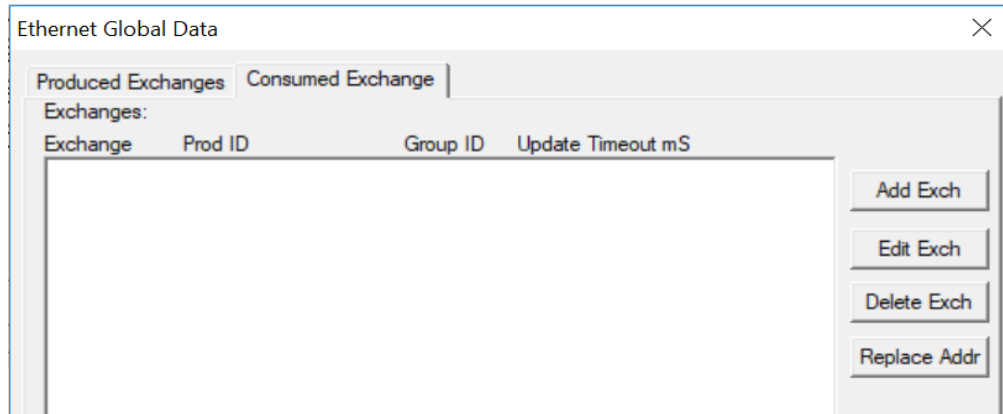 Ethernet Global Data
Produced Exchanges Consumed Exchange
Exchanges:
Exchange Prod ID Group ID Update Timeout mS
Add Exch
Edit Exch
Delete Exch
Replace Addr